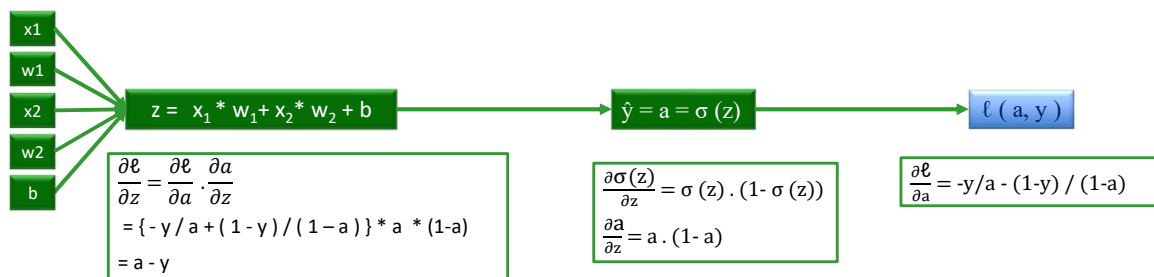 x1
w1
x2
w2
b
z = x₁ * w₁+ x₂* w₂ + b
ŷ = a = σ (z)
ℓ ( a, y )
∂ℓ/∂z = ∂ℓ/∂a . ∂a/∂z
= { - y / a + ( 1 - y ) / ( 1 – a ) } * a * (1-a)
= a - y
∂σ(z)/∂z = σ (z) . (1- σ (z))
∂a/∂z = a . (1- a)
∂ℓ/∂a = -y/a - (1-y) / (1-a)